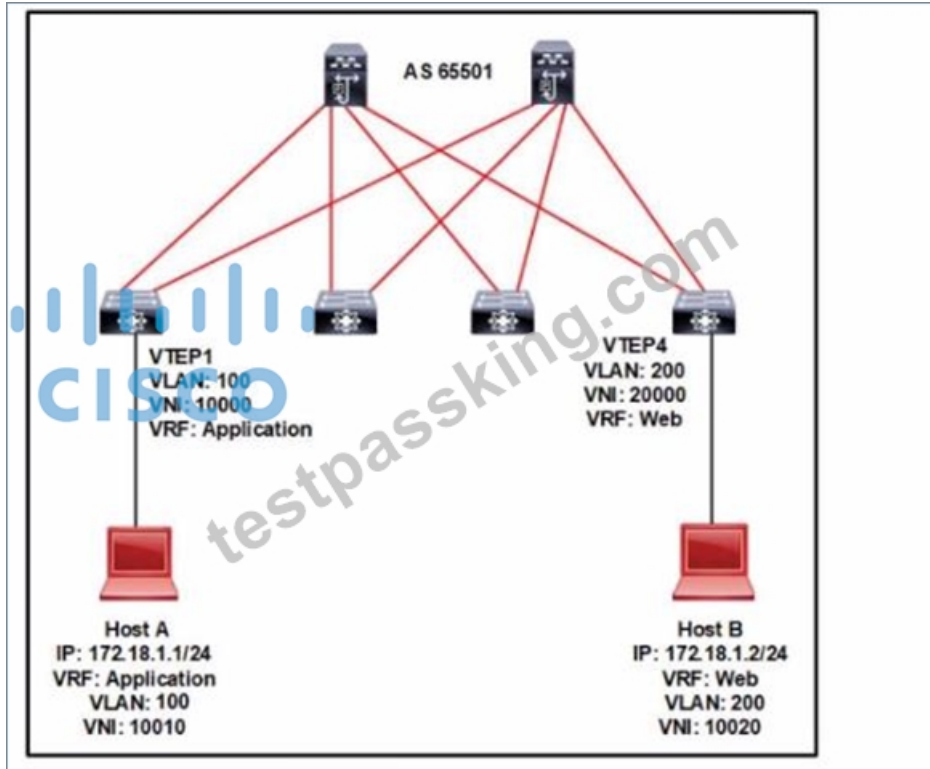 AS 65501
VTEP1
VLAN: 100
VNI: 10000
VRF: Application
VTEP4
VLAN: 200
VNI: 20000
VRF: Web
CISCO
testpassking.com
Host A
IP: 172.18.1.1/24
VRF: Application
VLAN: 100
VNI: 10010
Host B
IP: 172.18.1.2/24
VRF: Web
VLAN: 200
VNI: 10020